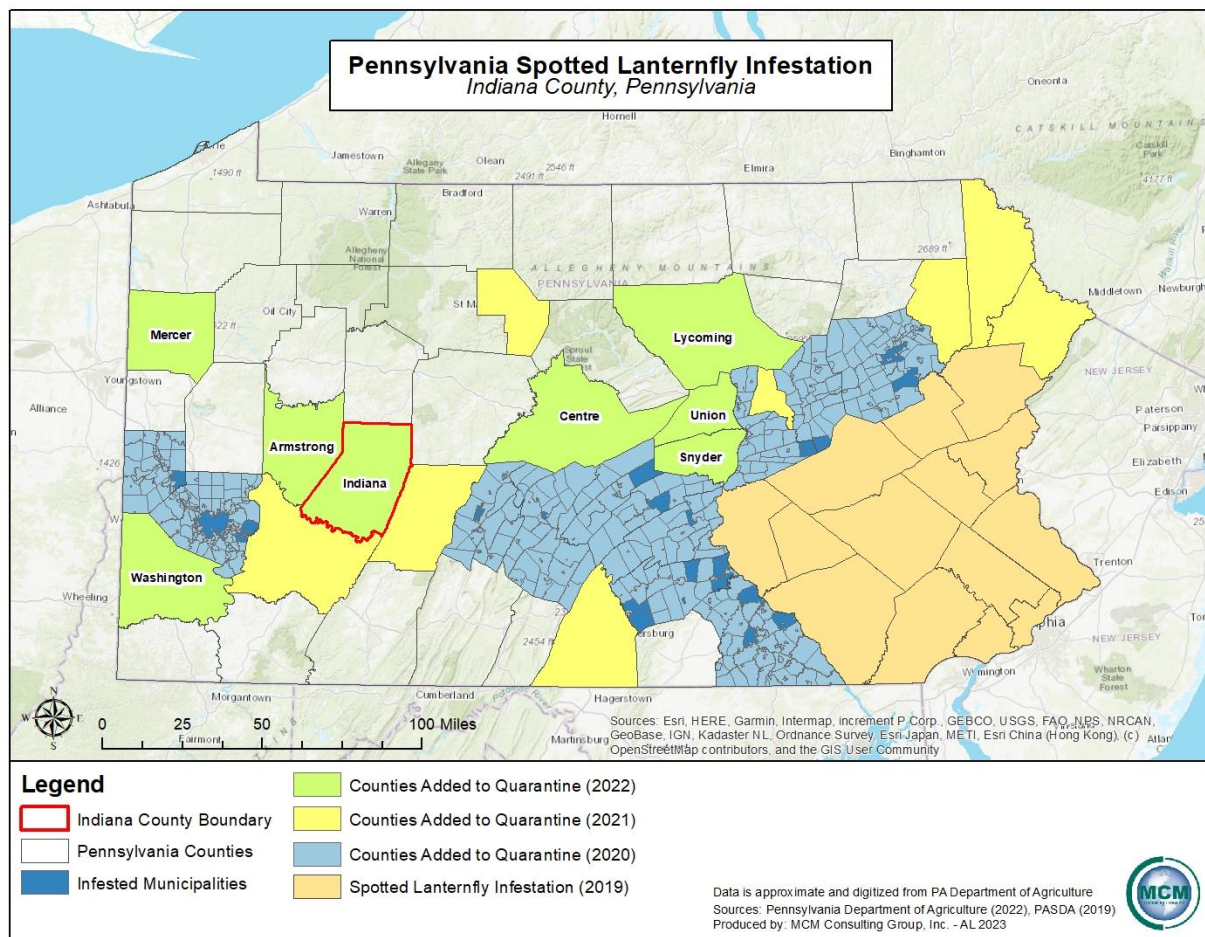 Pennsylvania Spotted Lanternfly Infestation
Indiana County, Pennsylvania
Oneonta
Hornell
CATSKILL MOUNTAINS
Erie
1490 ft
Jamestown
Allegany State Park
Olean
2546 ft
2491 ft
Elmira
Binghamton
Catskill Park
4177 ft
Ashtabula
Bradford
Warren
Allegheny National Forest
2689 ft
Wallkill River
ALLEGHENY MOUNTAINS
PENNSYLVANIA
Middletown
Newburgh
Oil City
St
Mercer
Lycoming
Sproul State
NEW JERSEY
Youngstown
Alliance
Centre
Union
Paterson
Parsippany
Armstrong
Snyder
Elizabeth
1426
Indiana
Edison
Trenton
Washington
Wheeling
2454 ft
NEW JERSEY
Wharton State Forest
Morgantown
Cumberland
Hagerstown
Fairmont
Martinsburg
N
W E
S
0 25 50 100 Miles
Sources: Esri, HERE, Garmin, Intermap, increment P Corp., GEBCO, USGS, FAO, NPS, NRCAN,
GeoBase, IGN, Kadaster NL, Ordnance Survey, Esri Japan, METI, Esri China (Hong Kong), (c)
OpenStreetMap contributors, and the GIS User Community
Legend
Indiana County Boundary
Pennsylvania Counties
Infested Municipalities
Counties Added to Quarantine (2022)
Counties Added to Quarantine (2021)
Counties Added to Quarantine (2020)
Spotted Lanternfly Infestation (2019)
Data is approximate and digitized from PA Department of Agriculture
Sources: Pennsylvania Department of Agriculture (2022), PASDA (2019)
Produced by: MCM Consulting Group, Inc. - AL 2023
MCM